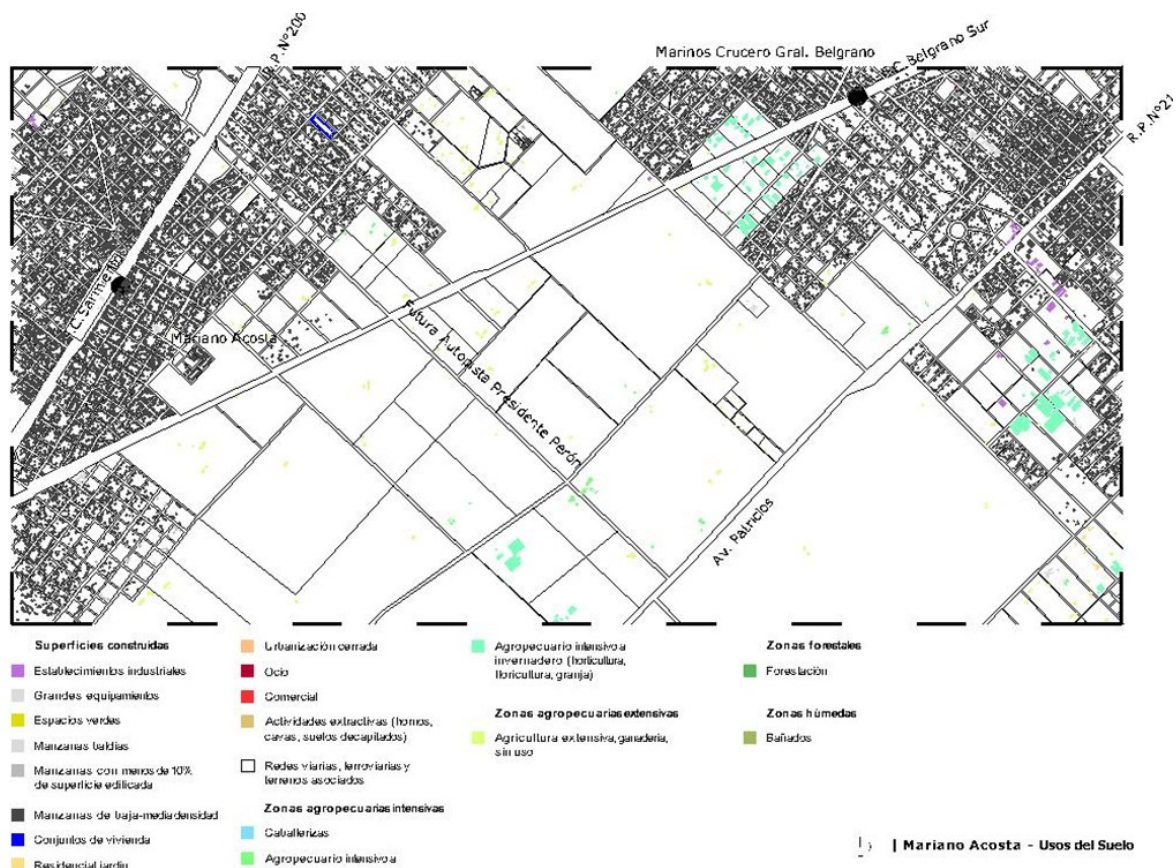 R.P.N°200
Marinos Crucero Gral. Belgrano
F.C. Belgrano Sur
R.P.N°21
F.C. Sarmiento
Mariano Acosta
Futura Autopista Presidente Perón
Av. Patricios
Superficies construidas
Establecimientos industriales
Grandes equipamientos
Espacios verdes
Manzanas baldías
Manzanas con menos de 10%
de superficie edificada
Manzanas de baja-media densidad
Conjuntos de vivienda
Residencial jardín
Urbanización cerrada
Ocio
Comercial
Actividades extractivas (hornos,
cavas, suelos decapitados)
Redes viarias, ferroviarias y
terrenos asociados
Zonas agropecuarias intensivas
Caballerizas
Agropecuario intensivo a
Agropecuario intensivo a
invernadero (horticultura,
floricultura, granja)
Zonas agropecuarias extensivas
Agricultura extensiva, ganadería,
sin uso
Zonas forestales
Forestación
Zonas húmedas
Bañados
| Mariano Acosta - Usos del Suelo